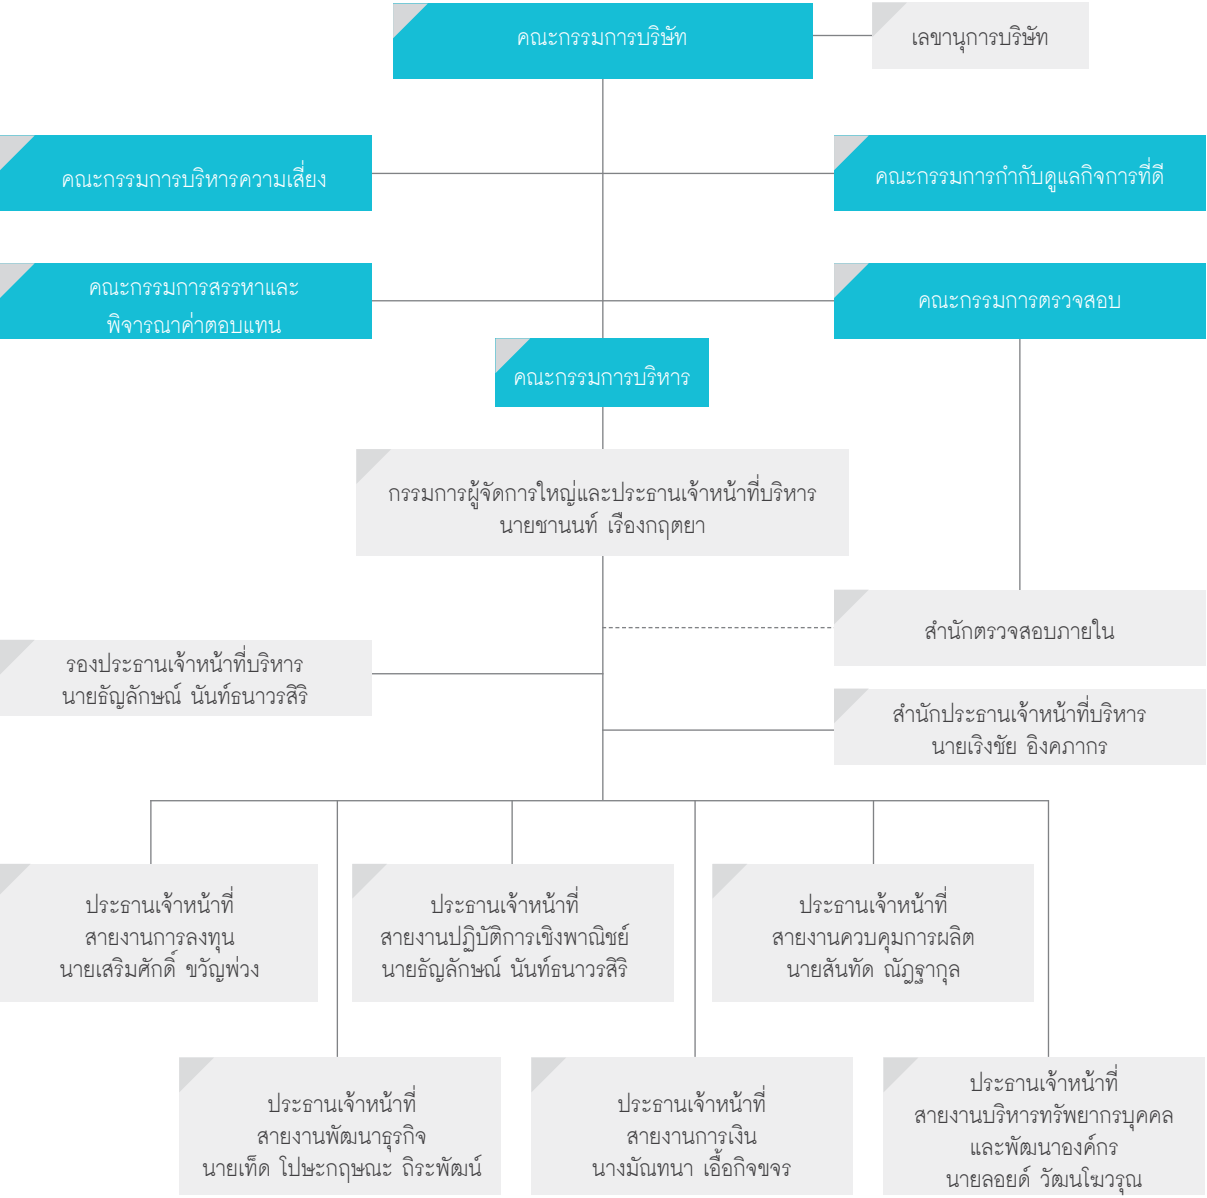 คณะกรรมการบริษัท
เลขานุการบริษัท
คณะกรรมการบริหารความเสี่ยง
คณะกรรมการกำกับดูแลกิจการที่ดี
คณะกรรมการสรรหาและ
พิจารณาค่าตอบแทน
คณะกรรมการตรวจสอบ
คณะกรรมการบริหาร
กรรมการผู้จัดการใหญ่และประธานเจ้าหน้าที่บริหาร
นายชานนท์ เรืองกฤตยา
สำนักตรวจสอบภายใน
รองประธานเจ้าหน้าที่บริหาร
นายธัญลักษณ์ นันท์ธนาวรสิริ
สำนักประธานเจ้าหน้าที่บริหาร
นายเริงชัย อิงคภากร
ประธานเจ้าหน้าที่
สายงานการลงทุน
นายเสริมศักดิ์ ขวัญพ่วง
ประธานเจ้าหน้าที่
สายงานปฏิบัติการเชิงพาณิชย์
นายธัญลักษณ์ นันท์ธนาวรสิริ
ประธานเจ้าหน้าที่
สายงานควบคุมการผลิต
นายสันทัด ณัฎฐากุล
ประธานเจ้าหน้าที่
สายงานพัฒนาธุรกิจ
นายเท็ด โปษะกฤษณะ ถิระพัฒน์
ประธานเจ้าหน้าที่
สายงานการเงิน
นางมัณทนา เอื้อกิจขจร
ประธานเจ้าหน้าที่
สายงานบริหารทรัพยากรบุคคล
และพัฒนาองค์กร
นายลอยด์ วัฒนโฆวรุณ